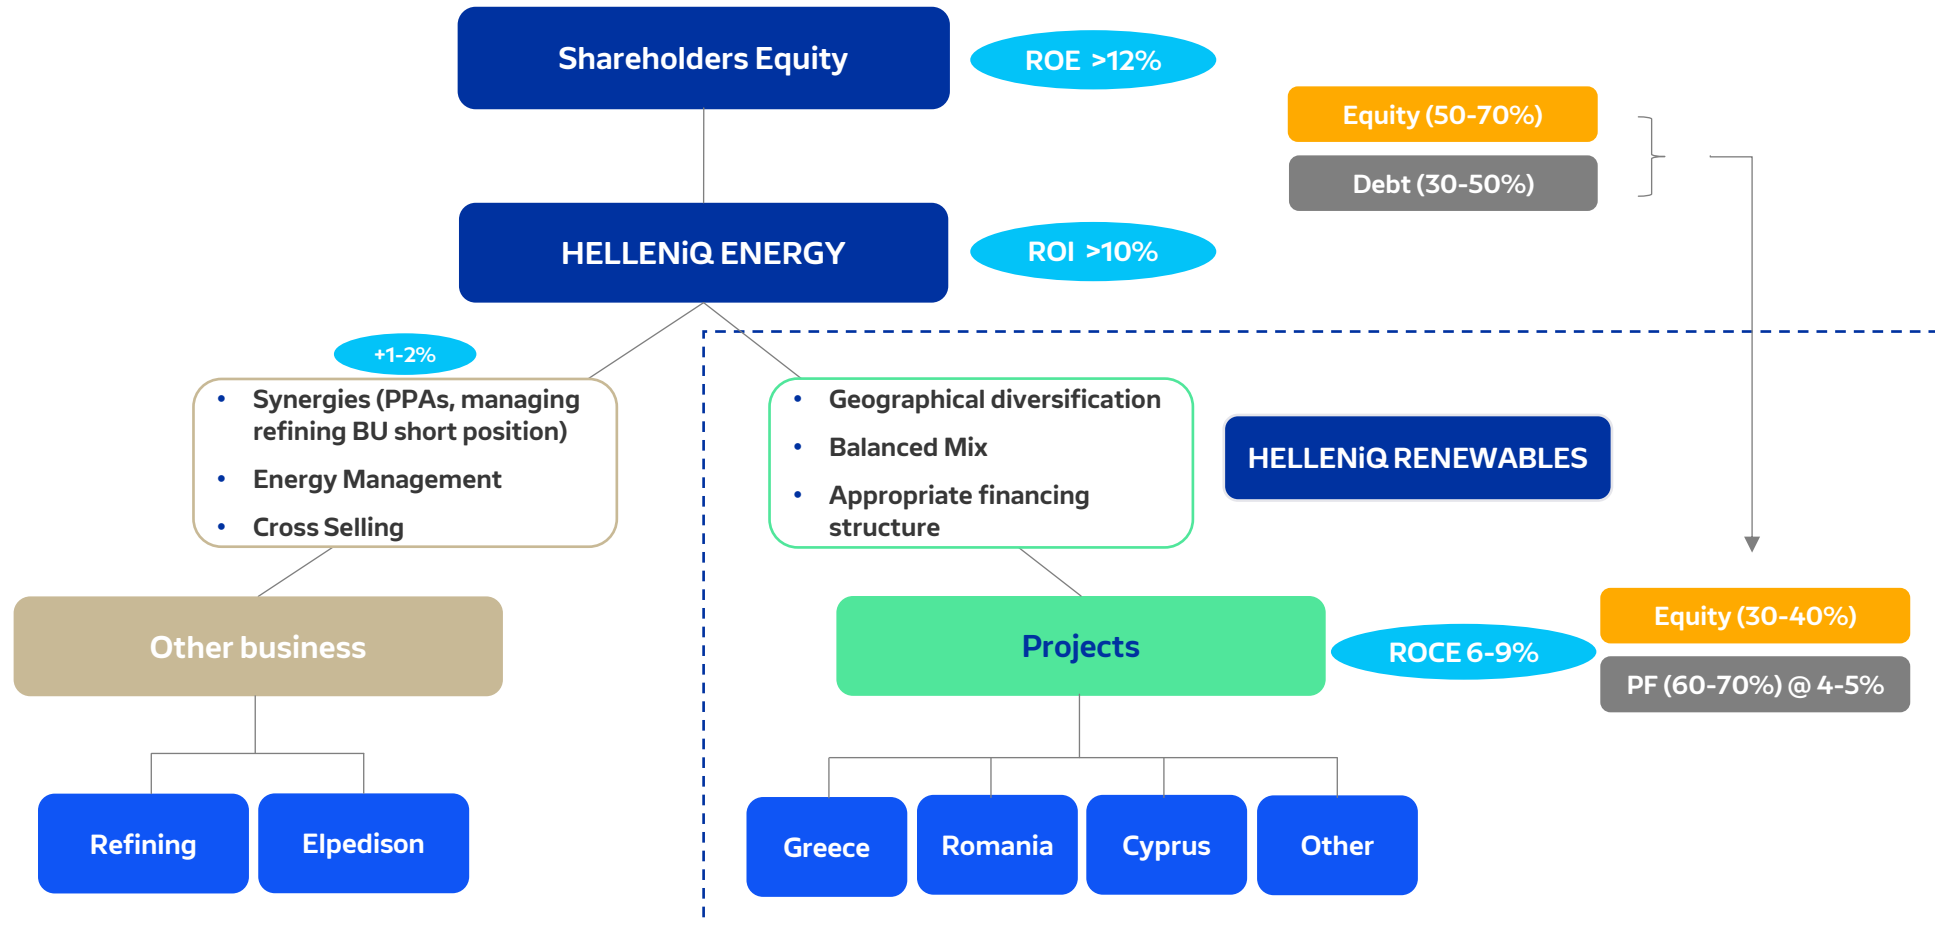 Shareholders Equity
ROE >12%
Equity (50-70%)
Debt (30-50%)
HELLENiQ ENERGY
ROI >10%
+1-2%
• Synergies (PPAs, managing
refining BU short position)
• Energy Management
• Cross Selling
• Geographical diversification
• Balanced Mix
• Appropriate financing
structure
HELLENiQ RENEWABLES
Other business
Projects
ROCE 6-9%
Equity (30-40%)
PF (60-70%) @ 4-5%
Refining
Elpedison
Greece
Romania
Cyprus
Other